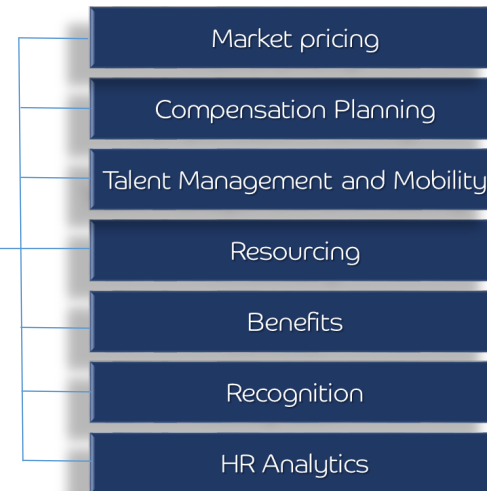 Market pricing
Compensation Planning
Talent Management and Mobility
Resourcing
Benefits
Recognition
HR Analytics